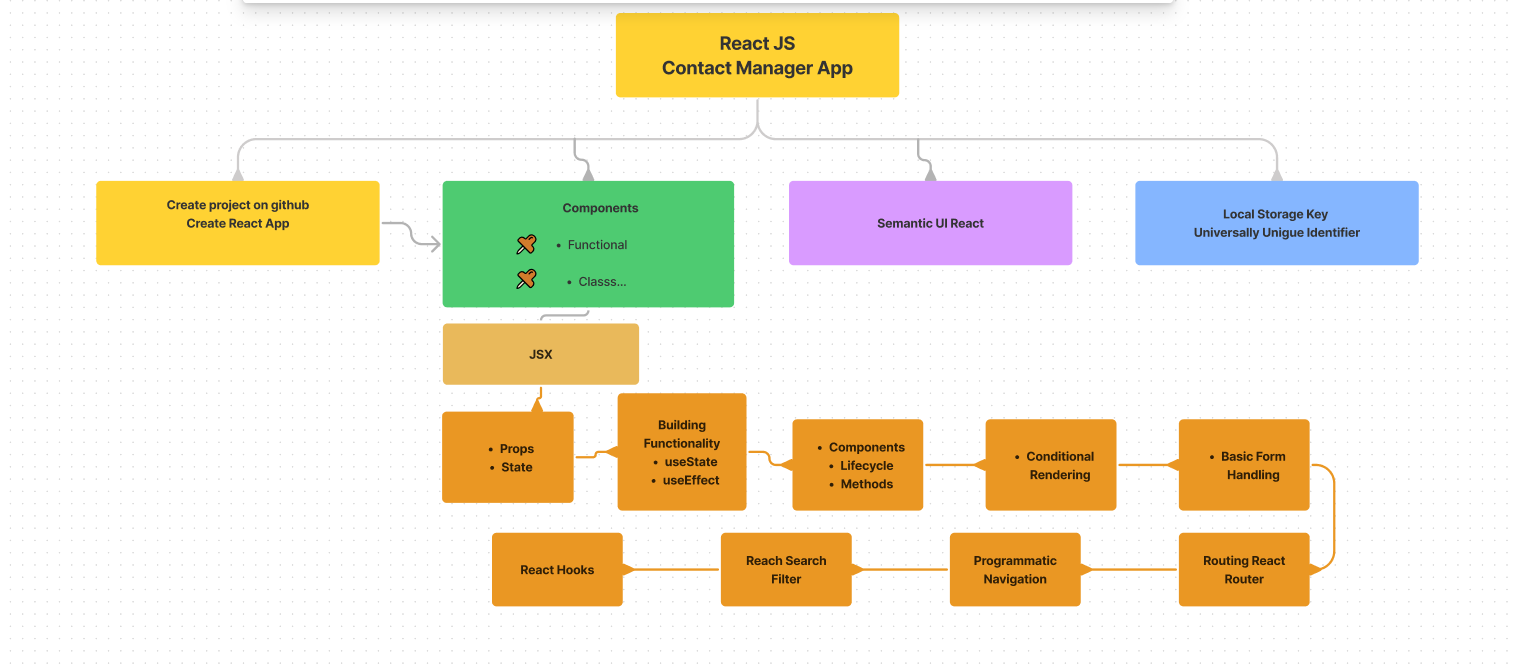 React JS
Contact Manager App
Create project on github
Create React App
Components
• Functional
• Classs...
Semantic UI React
Local Storage Key
Universally Unigue Identifier
JSX
• Props
• State
Building
Functionality
• useState
• useEffect
• Components
• Lifecycle
• Methods
• Conditional
Rendering
• Basic Form
Handling
React Hooks
Reach Search
Filter
Programmatic
Navigation
Routing React
Router